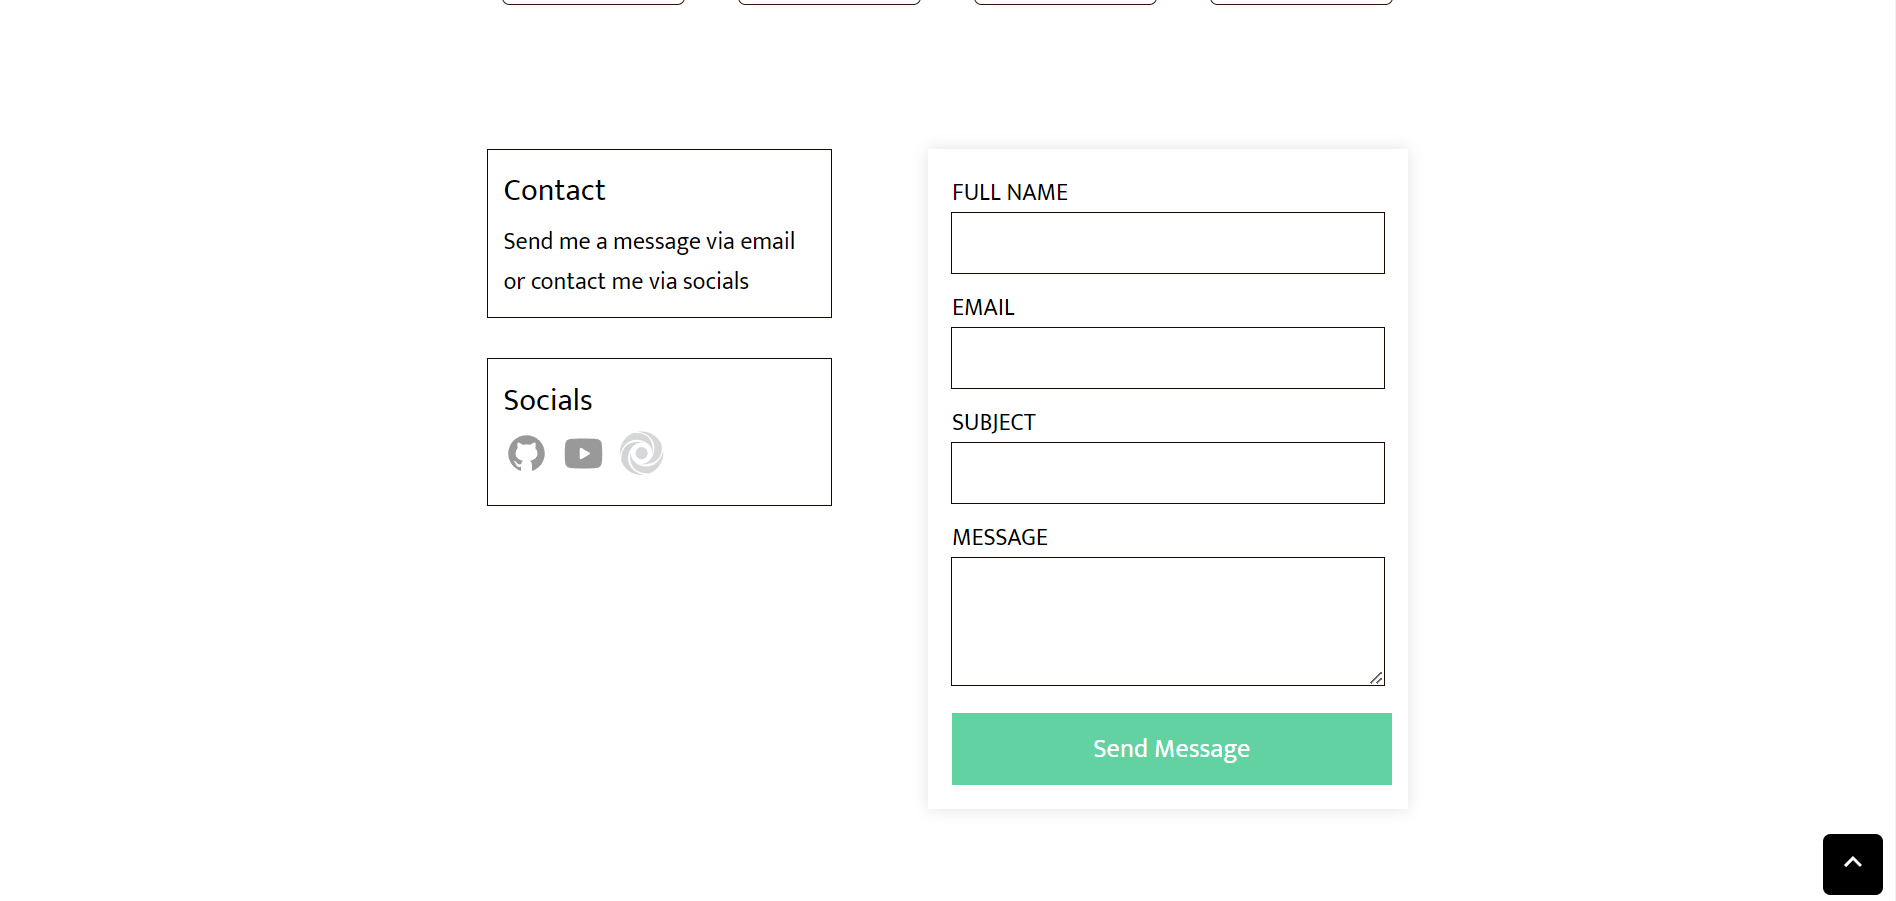 Contact
Send me a message via email
or contact me via socials
Socials
FULL NAME
EMAIL
SUBJECT
MESSAGE
Send Message